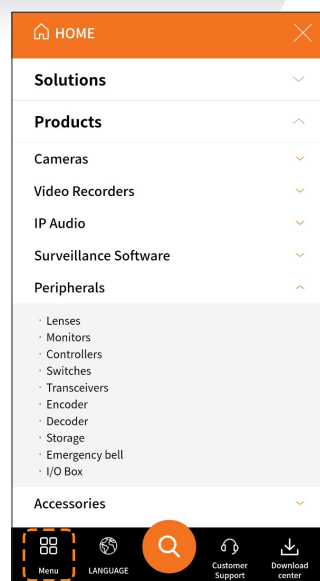 HOME
Solutions
Products
Cameras
Video Recorders
IP Audio
Surveillance Software
Peripherals
· Lenses
· Monitors
· Controllers
· Switches
· Transceivers
· Encoder
· Decoder
· Storage
· Emergency bell
· I/O Box
Accessories
Menu
LANGUAGE
Customer
Support
Download
center